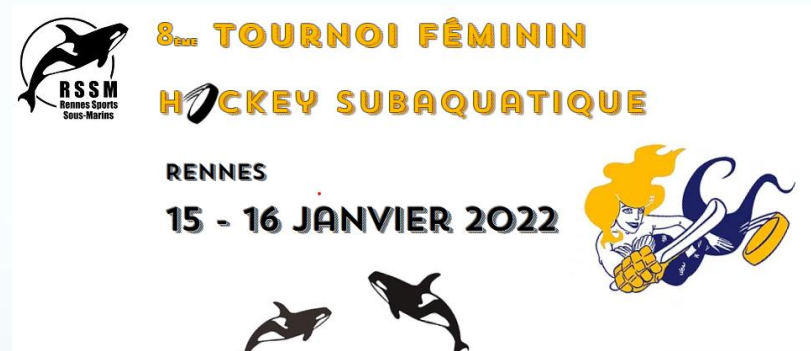 RSSM
Rennes Sports
Sous-Marins
8ème TOURNOI FÉMININ
HOCKEY SUBAQUATIQUE
RENNES
15 - 16 JANVIER 2022